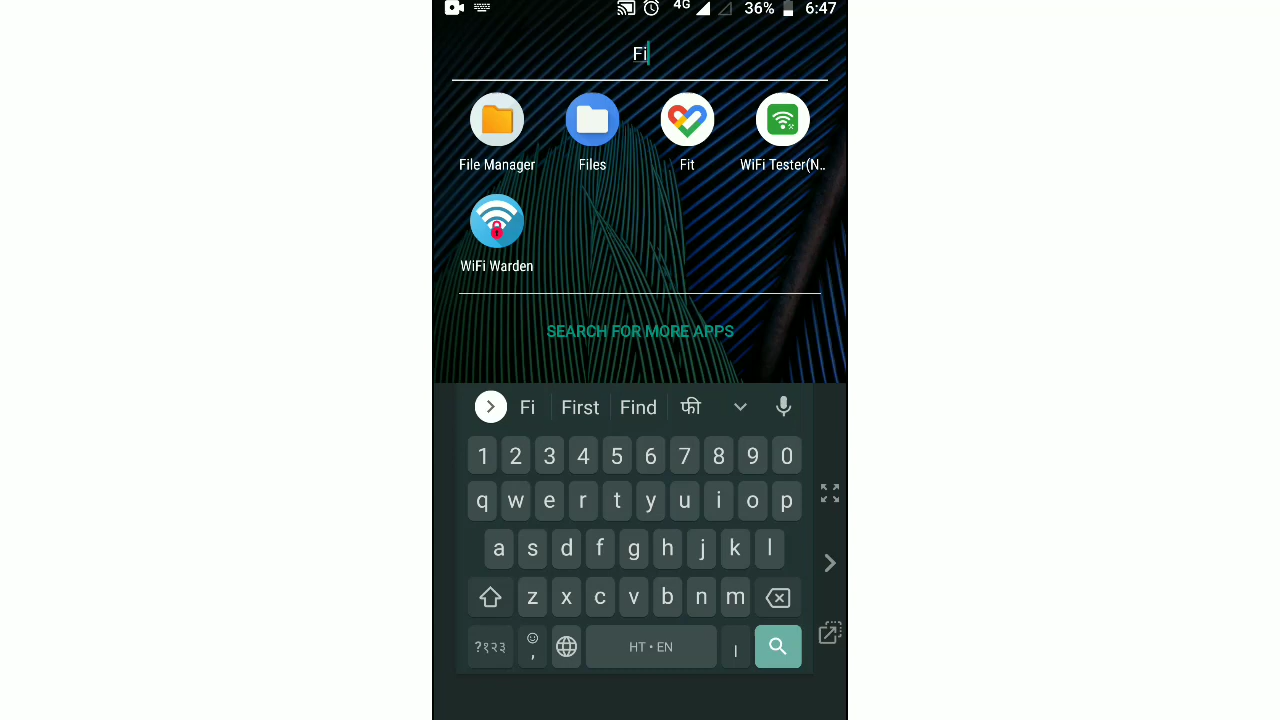 4G 36% 6:47
Fi
File Manager Files Fit WiFi Tester(N..
WiFi Warden
SEARCH FOR MORE APPS
Fi First Find फी
1 2 3 4 5 6 7 8 9 0
q w e r t y u i o p
a s d f g h j k l
z x c v b n m
?१२३ , HT • EN ।